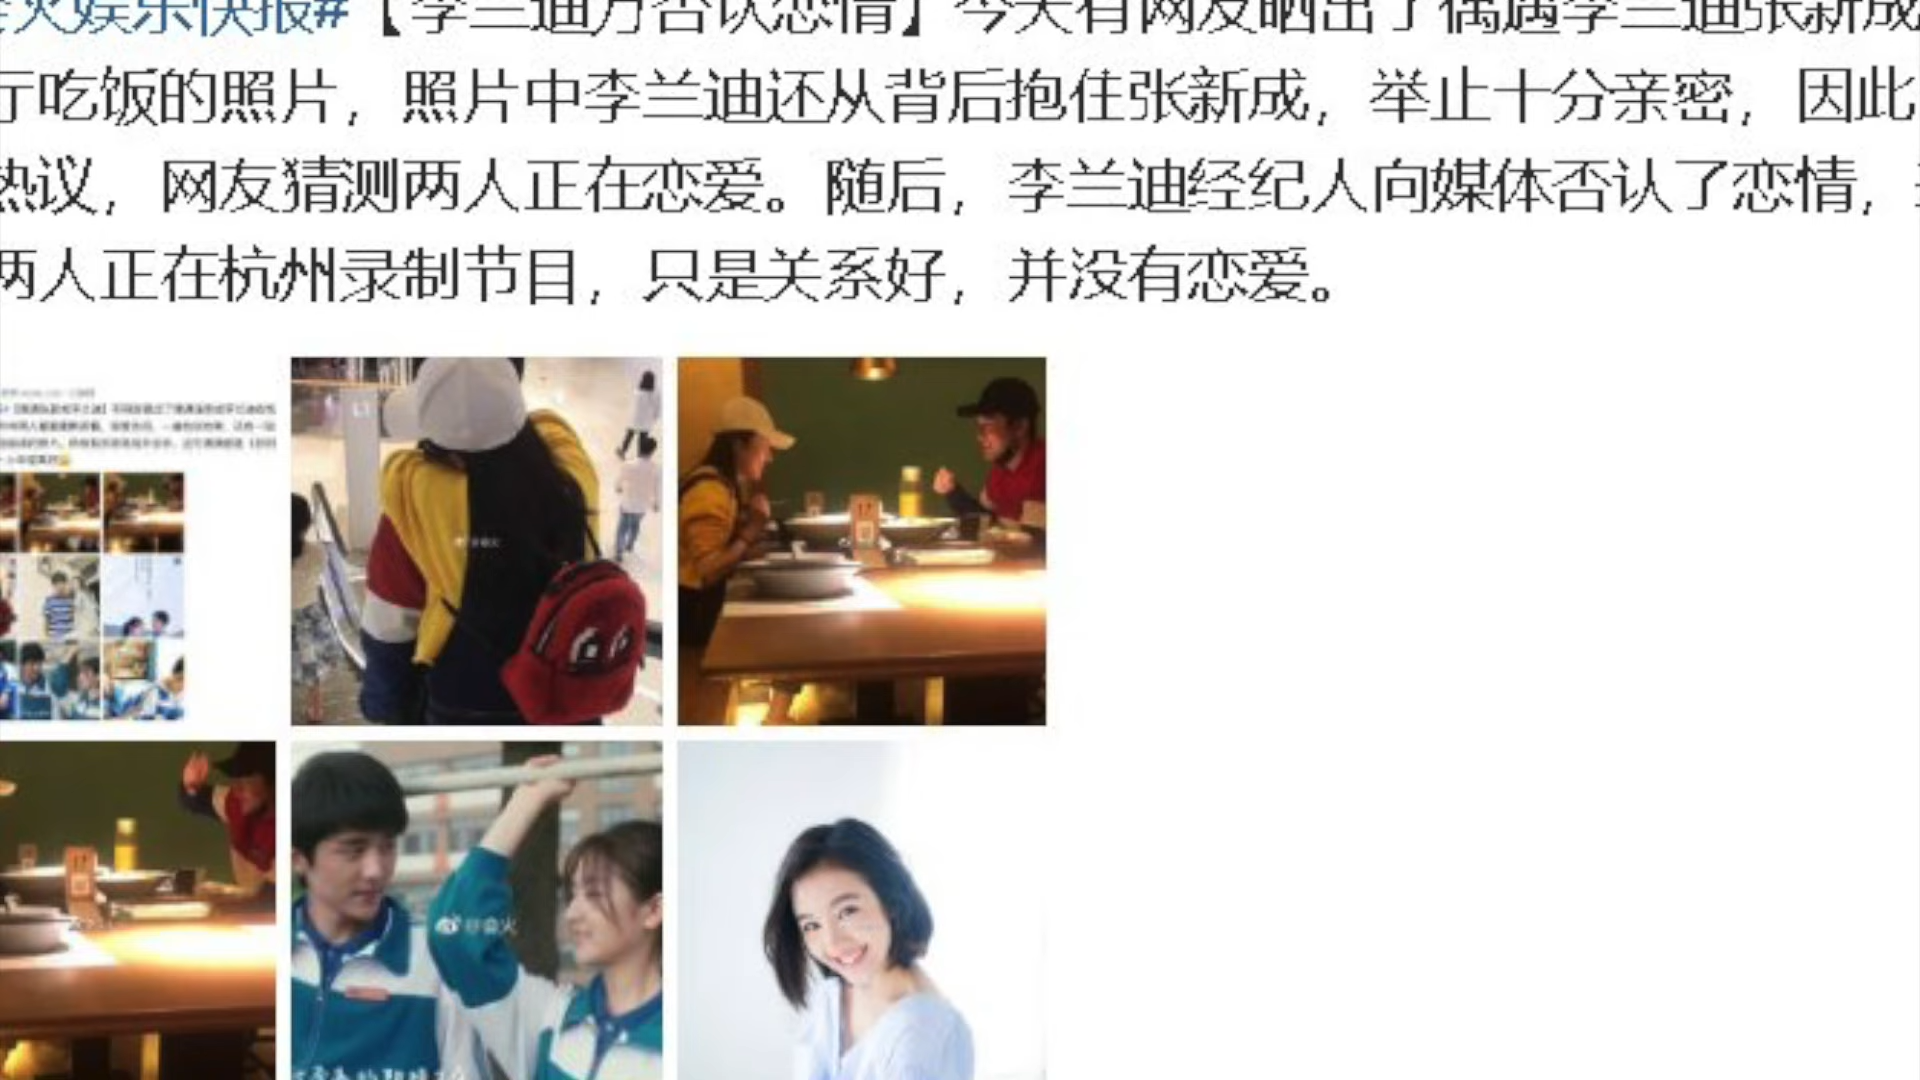 火娱乐快报#【李兰迪方否认恋情】今天有网友晒出了偶遇李兰迪张新成
厅吃饭的照片，照片中李兰迪还从背后抱住张新成，举止十分亲密，因此
热议，网友猜测两人正在恋爱。随后，李兰迪经纪人向媒体否认了恋情，
两人正在杭州录制节目，只是关系好，并没有恋爱。